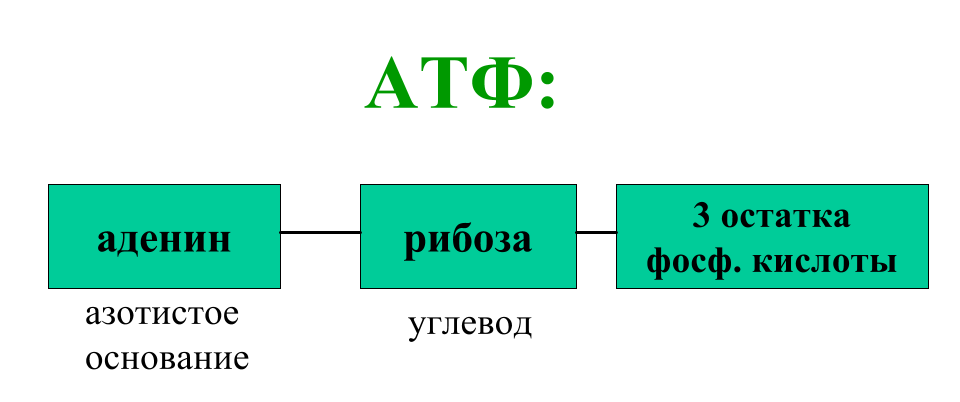 АТФ:
аденин
рибоза
3 остатка
фосф. кислоты
азотистое
основание
углевод